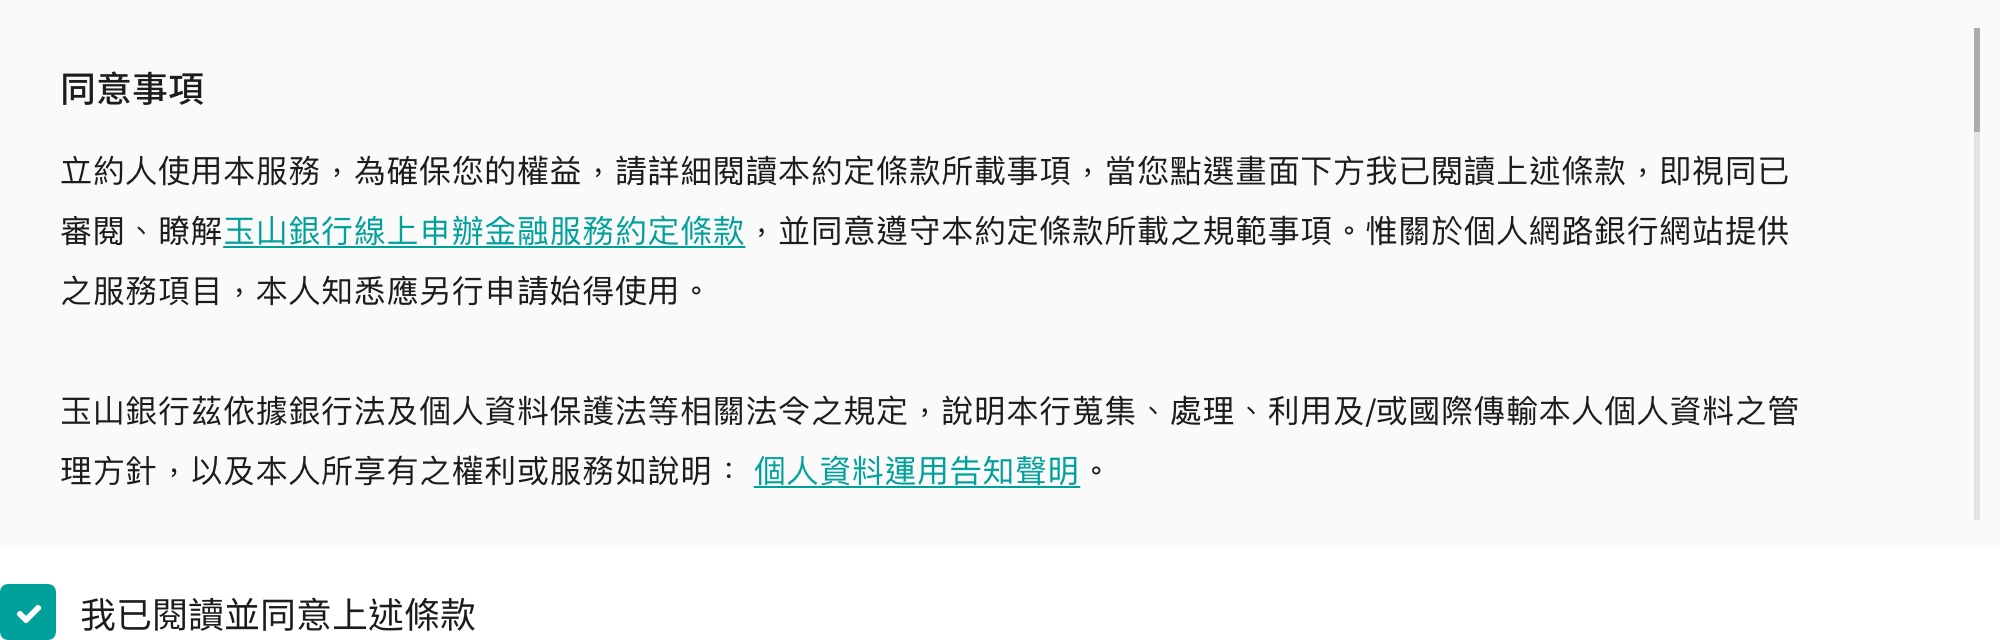 同意事項
立約人使用本服務，為確保您的權益，請詳細閱讀本約定條款所載事項，當您點選畫面下方我已閱讀上述條款，即視同已
審閱、瞭解玉山銀行線上申辦金融服務約定條款，並同意遵守本約定條款所載之規範事項。惟關於個人網路銀行網站提供
之服務項目，本人知悉應另行申請始得使用。
玉山銀行茲依據銀行法及個人資料保護法等相關法令之規定，說明本行蒐集、處理、利用及/或國際傳輸本人個人資料之管
理方針，以及本人所享有之權利或服務如說明： 個人資料運用告知聲明。
我已閱讀並同意上述條款